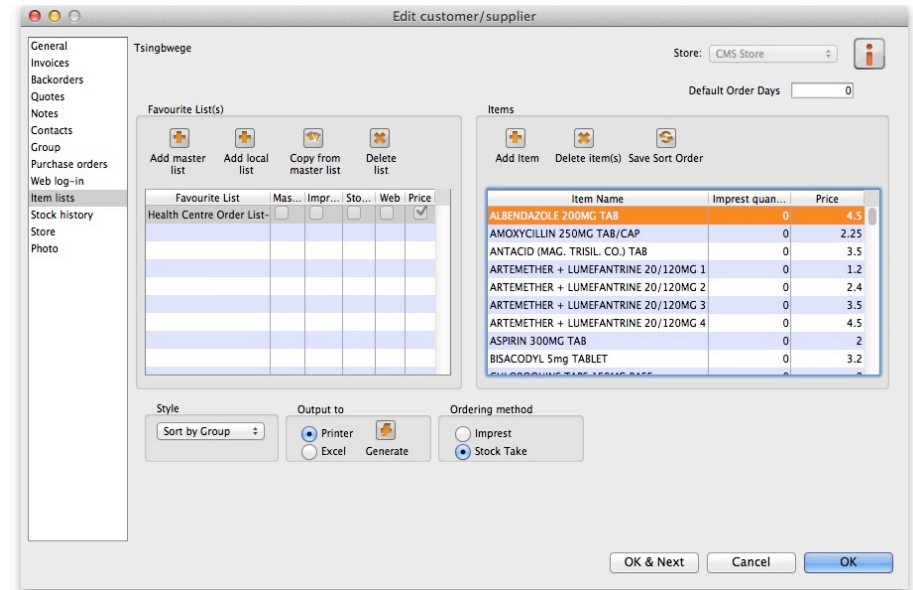 Edit customer/supplier
General
Invoices
Backorders
Quotes
Notes
Contacts
Group
Purchase orders
Web log-in
Item lists
Stock history
Store
Photo
Tsingbwege
Store: CMS Store
Default Order Days 0
Favourite List(s)
Add master list
Add local list
Copy from master list
Delete list
Favourite List Mas... Impr... Sto... Web Price
Health Centre Order List-
Items
Add Item Delete item(s) Save Sort Order
Item Name Imprest quan... Price
ALBENDAZOLE 200MG TAB 0 4.5
AMOXYCILLIN 250MG TAB/CAP 0 2.25
ANTACID (MAG. TRISIL. CO.) TAB 0 3.5
ARTEMETHER + LUMEFANTRINE 20/120MG 1 0 1.2
ARTEMETHER + LUMEFANTRINE 20/120MG 2 0 2.4
ARTEMETHER + LUMEFANTRINE 20/120MG 3 0 3.5
ARTEMETHER + LUMEFANTRINE 20/120MG 4 0 4.5
ASPIRIN 300MG TAB 0 2
BISACODYL 5mg TABLET 0 3.2
Style
Sort by Group
Output to
Printer
Excel
Generate
Ordering method
Imprest
Stock Take
OK & Next Cancel OK